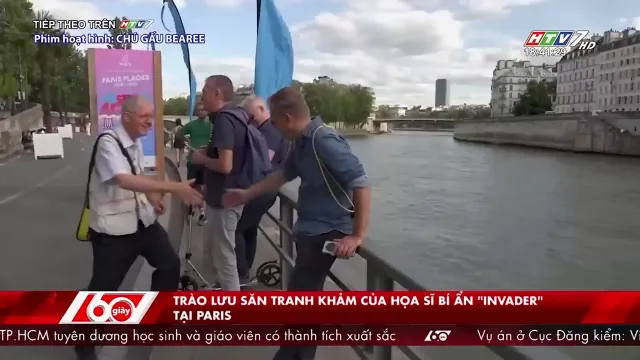 TIẾP THEO TRÊN HTV7
Phim hoạt hình: CHÚ GẤU BEAREE
HTV7 HD
PARIS PLAGES
60 giây
TRÀO LƯU SĂN TRANH KHẢM CỦA HỌA SĨ BÍ ẨN "INVADER"
TẠI PARIS
TP.HCM tuyên dương học sinh và giáo viên có thành tích xuất sắc 60 Vụ án ở Cục Đăng kiểm: V